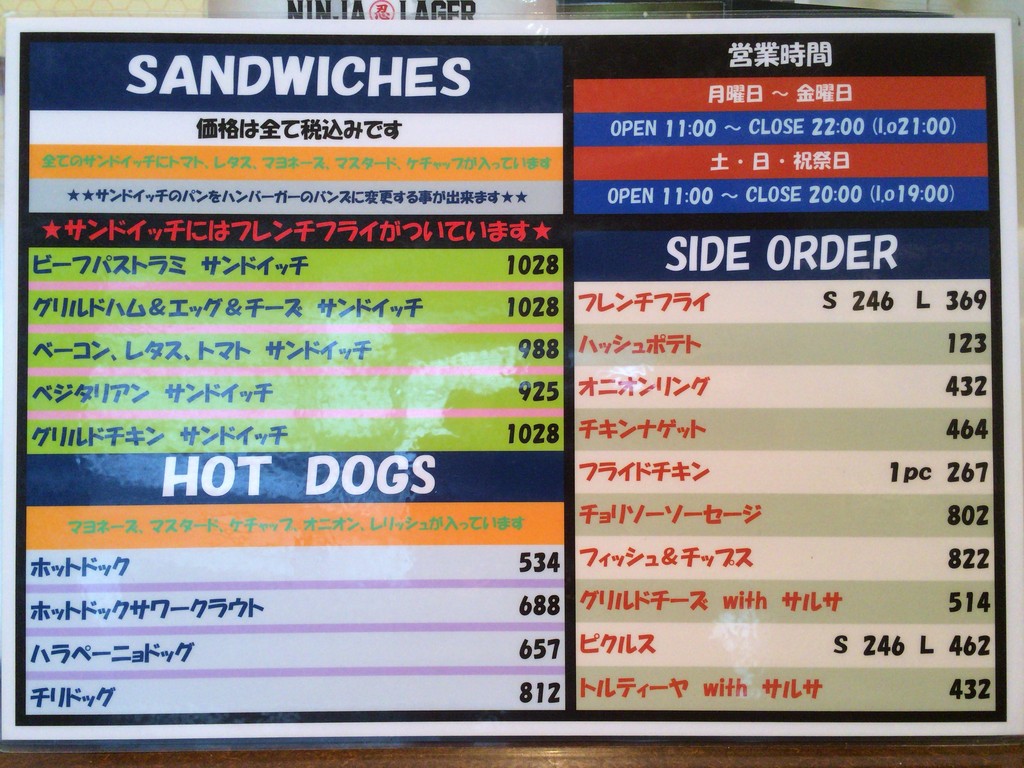 NINJA 忍 LAGER
SANDWICHES
価格は全て税込みです
全てのサンドイッチにトマト、レタス、マヨネーズ、マスタード、ケチャップが入っています
★★サンドイッチのパンをハンバーガーのバンズに変更する事が出来ます★★
★サンドイッチにはフレンチフライがついています★
ビーフパストラミ サンドイッチ 1028
グリルドハム&エッグ&チーズ サンドイッチ 1028
ベーコン、レタス、トマト サンドイッチ 988
ベジタリアン サンドイッチ 925
グリルドチキン サンドイッチ 1028
HOT DOGS
マヨネーズ、マスタード、ケチャップ、オニオン、レリッシュが入っています
ホットドック 534
ホットドックサワークラウト 688
ハラペーニョドッグ 657
チリドッグ 812
営業時間
月曜日 ~ 金曜日
OPEN 11:00 ~ CLOSE 22:00 (l.o21:00)
土・日・祝祭日
OPEN 11:00 ~ CLOSE 20:00 (l.o19:00)
SIDE ORDER
フレンチフライ S 246 L 369
ハッシュポテト 123
オニオンリング 432
チキンナゲット 464
フライドチキン 1pc 267
チョリソーソーセージ 802
フィッシュ&チップス 822
グリルドチーズ with サルサ 514
ピクルス S 246 L 462
トルティーヤ with サルサ 432